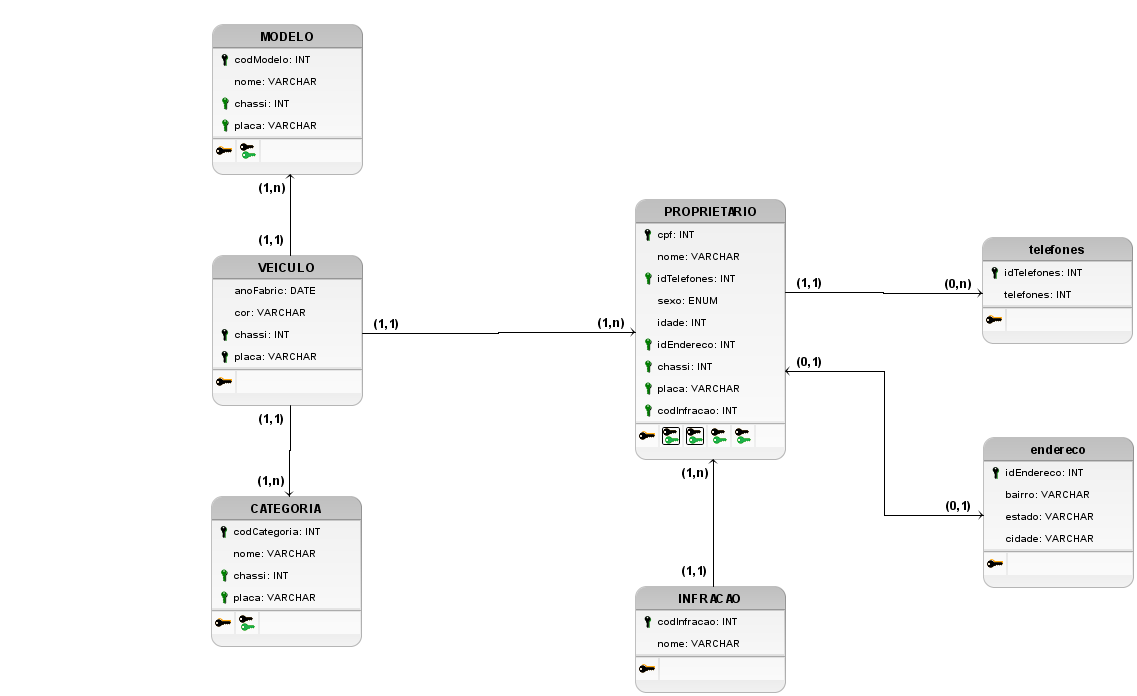 MODELO
codModelo: INT
nome: VARCHAR
chassi: INT
placa: VARCHAR
(1,n)
(1,1)
VEICULO
anoFabric: DATE
cor: VARCHAR
chassi: INT
placa: VARCHAR
(1,1)
(1,n)
(1,1)
(1,n)
CATEGORIA
codCategoria: INT
nome: VARCHAR
chassi: INT
placa: VARCHAR
PROPRIETARIO
cpf: INT
nome: VARCHAR
idTelefones: INT
sexo: ENUM
idade: INT
idEndereco: INT
chassi: INT
placa: VARCHAR
codInfracao: INT
(1,1)
(0,n)
(0,1)
(0,1)
(1,n)
(1,1)
INFRACAO
codInfracao: INT
nome: VARCHAR
telefones
idTelefones: INT
telefones: INT
endereco
idEndereco: INT
bairro: VARCHAR
estado: VARCHAR
cidade: VARCHAR